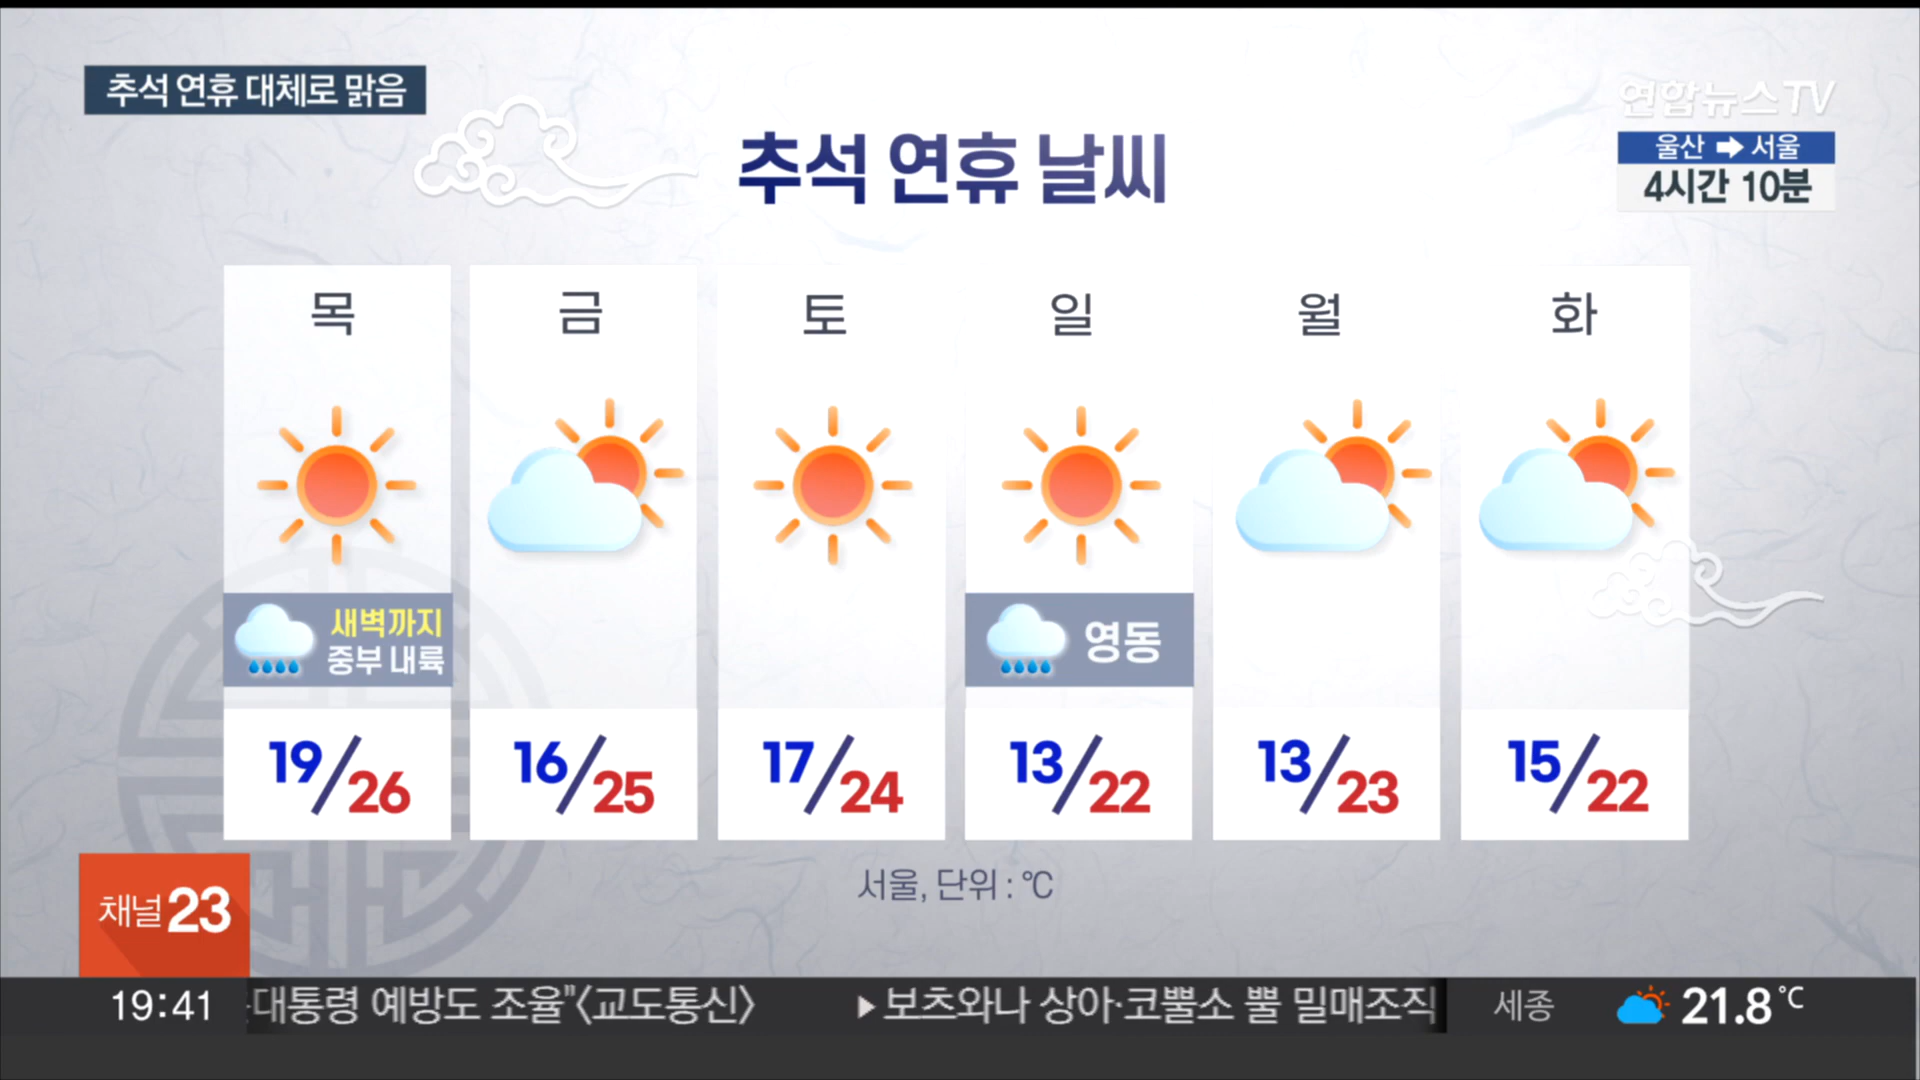 추석 연휴 대체로 맑음
연합뉴스TV
울산 ➡ 서울
4시간 10분
추석 연휴 날씨
목
금
토
일
월
화
새벽까지
중부 내륙
영동
19/26
16/25
17/24
13/22
13/23
15/22
서울, 단위 : ℃
채널 23
19:41
대통령 예방도 조율"〈교도통신〉
▶보츠와나 상아·코뿔소 뿔 밀매조직
세종
21.8℃